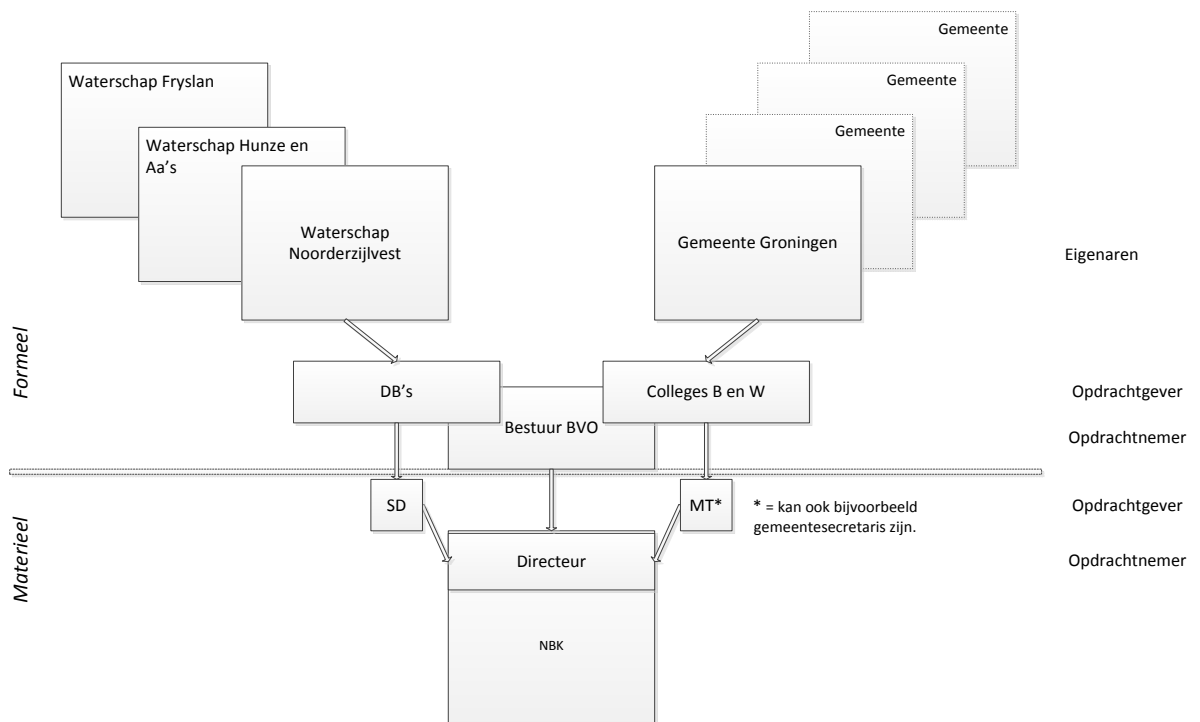 Gemeente
Gemeente
Gemeente
Waterschap Fryslan
Waterschap Hunze en
Aa's
Waterschap
Noorderzijlvest
Gemeente Groningen
Eigenaren
Formeel
DB's
Colleges B en W
Opdrachtgever
Bestuur BVO
Opdrachtnemer
SD
MT*
* = kan ook bijvoorbeeld
gemeentesecretaris zijn.
Opdrachtgever
Materieel
Directeur
Opdrachtnemer
NBK